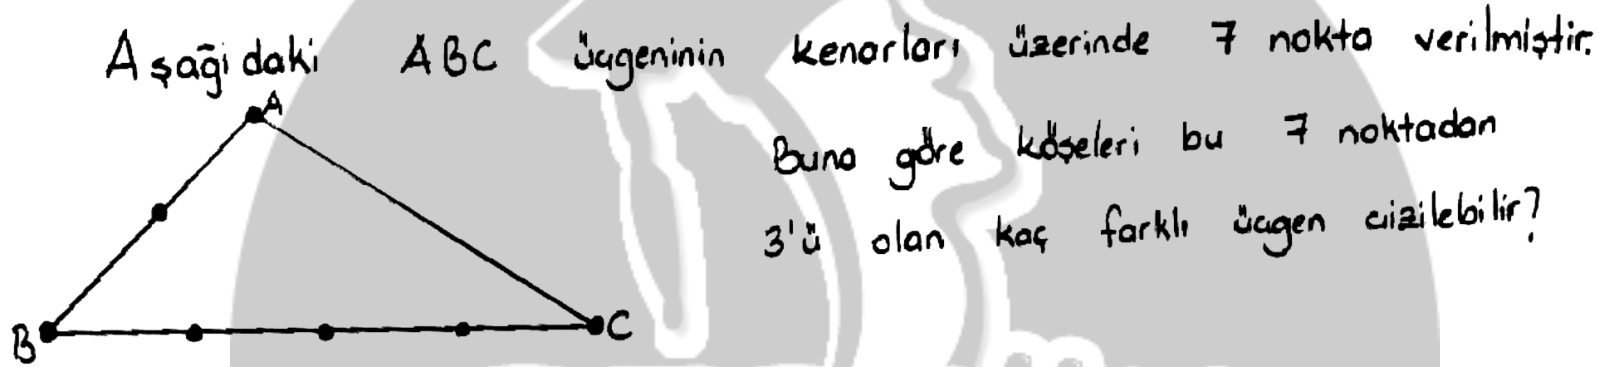 Aşağidaki ABC üçgeninin kenarları üzerinde 7 nokta verilmiştir.
A
Buna göre köşeleri bu 7 noktadan
3'ü olan kaç farklı üçgen çizilebilir?
B
C